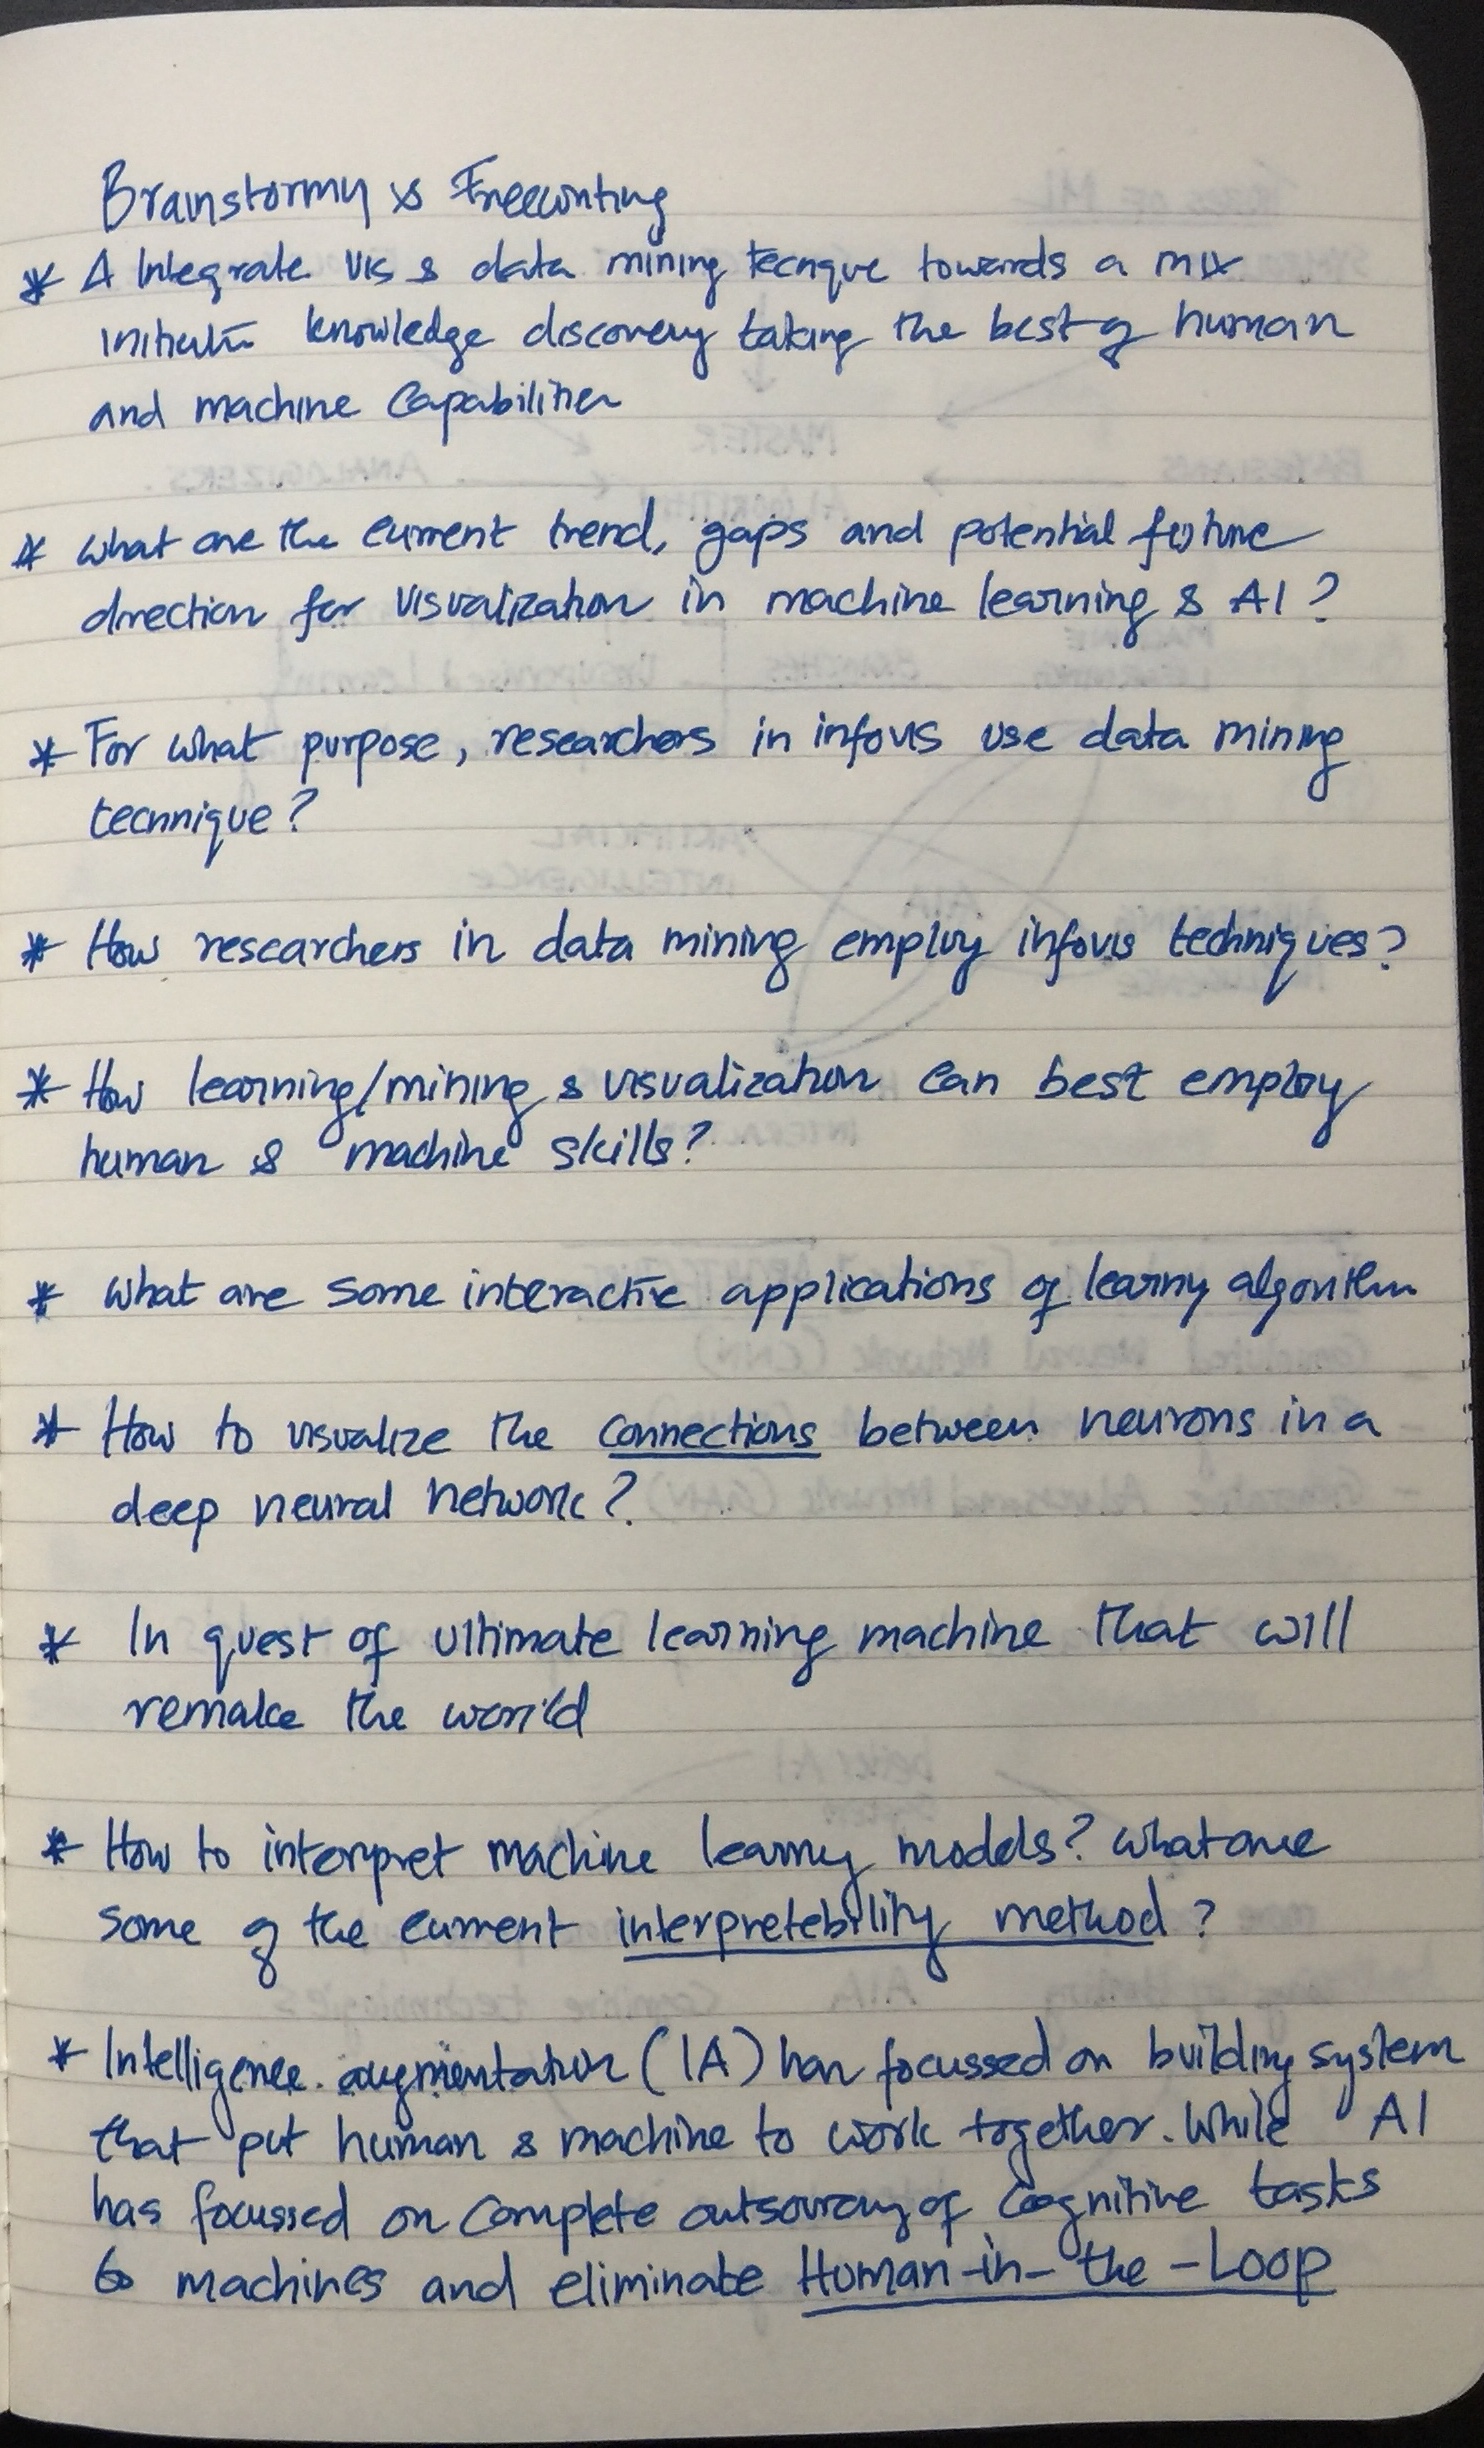 Brainstorming & Freewriting
* A Integrate Vis & data mining tecnque towards a mix
initiative knowledge discovery taking the best of human
and machine Capabilities
* what are the current trend, gaps and potential future
direction for visualization in machine learning & AI?
* For what purpose, researchers in infovis use data mining
technique?
* How researchers in data mining employ infovis techniques?
* How learning/mining & visualization can best employ
human & machine skills?
* What are some interactive applications of learning algorithm
* How to visualize the connections between neurons in a
deep neural network?
* In quest of ultimate learning machine that will
remake the world
* How to interpret machine learning models? what are
some of the current interpretebility method?
* Intelligence augmentation (IA) has focussed on building system
that put human & machine to work together. While AI
has focussed on complete outsourcing of cognitive tasks
to machines and eliminate Human-in-the-Loop